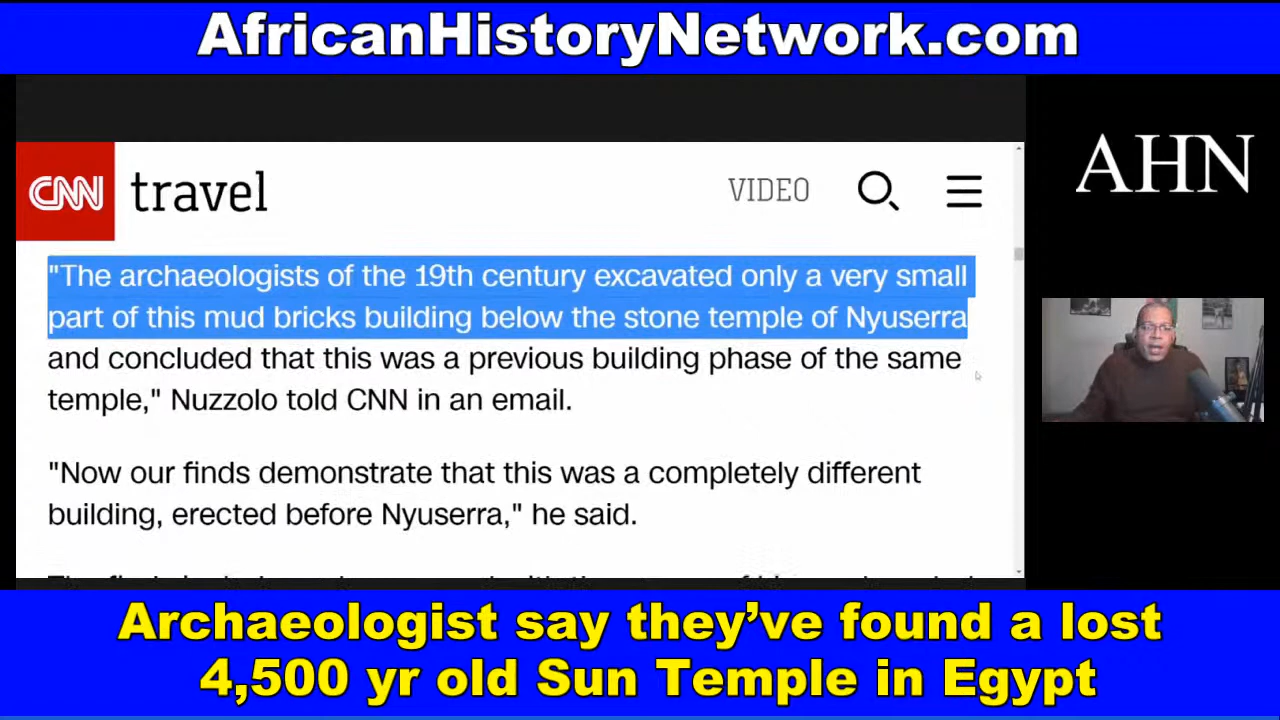 AfricanHistoryNetwork.com
AHN
CNN travel VIDEO
"The archaeologists of the 19th century excavated only a very small
part of this mud bricks building below the stone temple of Nyuserra
and concluded that this was a previous building phase of the same
temple," Nuzzolo told CNN in an email.
"Now our finds demonstrate that this was a completely different
building, erected before Nyuserra," he said.
Archaeologist say they’ve found a lost
4,500 yr old Sun Temple in Egypt